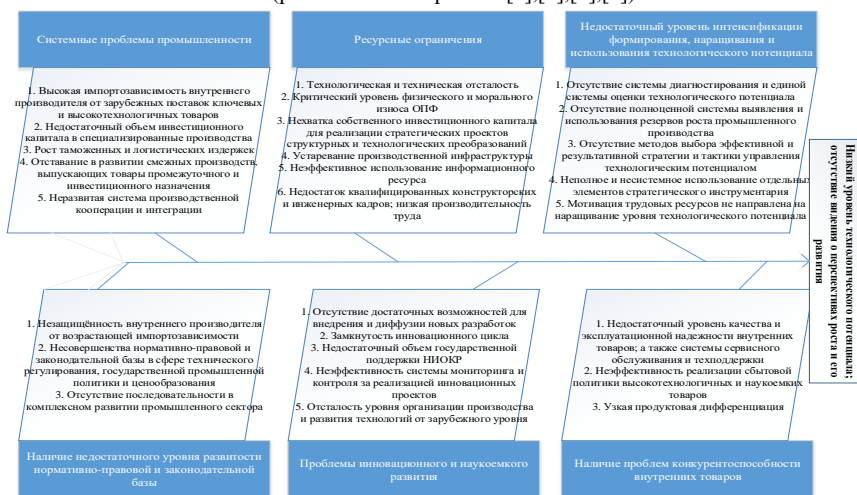 Системные проблемы промышленности
1. Высокая импортозависимость внутреннего
производителя от зарубежных поставок ключевых
и высокотехнологичных товаров
2. Недостаточный объем инвестиционного
капитала в специализированные производства
3. Рост таможенных и логистических издержек
4. Отставание в развитии смежных производств,
выпускающих товары промежуточного и
инвестиционного назначения
5. Неразвитая система производственной
кооперации и интеграции
Ресурсные ограничения
1. Технологическая и техническая отсталость
2. Критический уровень физического и морального
износа ОПФ
3. Нехватка собственного инвестиционного капитала
для реализации стратегических проектов
структурных и технологических преобразований
4. Устаревание производственной инфраструктуры
5. Неэффективное использование информационного
ресурса
6. Недостаток квалифицированных конструкторских
и инженерных кадров; низкая производительность
труда
Недостаточный уровень интенсификации
формирования, наращивания и
использования технологического потенциала
1. Отсутствие системы диагностирования и единой
системы оценки технологического потенциала
2. Отсутствие полноценной системы выявления и
использования резервов роста промышленного
производства
3. Отсутствие методов выбора эффективной и
результативной стратегии и тактики управления
технологическим потенциалом
4. Неполное и несистемное использование отдельных
элементов стратегического инструментария
5. Мотивация трудовых ресурсов не направлена на
наращивание уровня технологического потенциала
Низкий уровень технологического потенциала;
отсутствие видения о перспективах роста и его
развития
1. Незащищённость внутреннего производителя
от возрастающей импортозависимости
2. Несовершенства нормативно-правовой и
законодательной базы в сфере технического
регулирования, государственной промышленной
политики и ценообразования
3. Отсутствие последовательности в
комплексном развитии промышленного сектора
Наличие недостаточного уровня развитости
нормативно-правовой и законодательной
базы
1. Отсутствие достаточных возможностей для
внедрения и диффузии новых разработок
2. Замкнутость инновационного цикла
3. Недостаточный объем государственной
поддержки НИОКР
4. Неэффективность системы мониторинга и
контроля за реализацией инновационных
проектов
5. Отсталость уровня организации производства
и развития технологий от зарубежного уровня
Проблемы инновационного и наукоемкого
развития
1. Недостаточный уровень качества и
эксплуатационной надежности внутренних
товаров; а также системы сервисного
обслуживания и техподдержки
2. Неэффективность реализации сбытовой
политики высокотехнологичных и наукоемких
товаров
3. Узкая продуктовая дифференциация
Наличие проблем конкурентоспособности
внутренних товаров